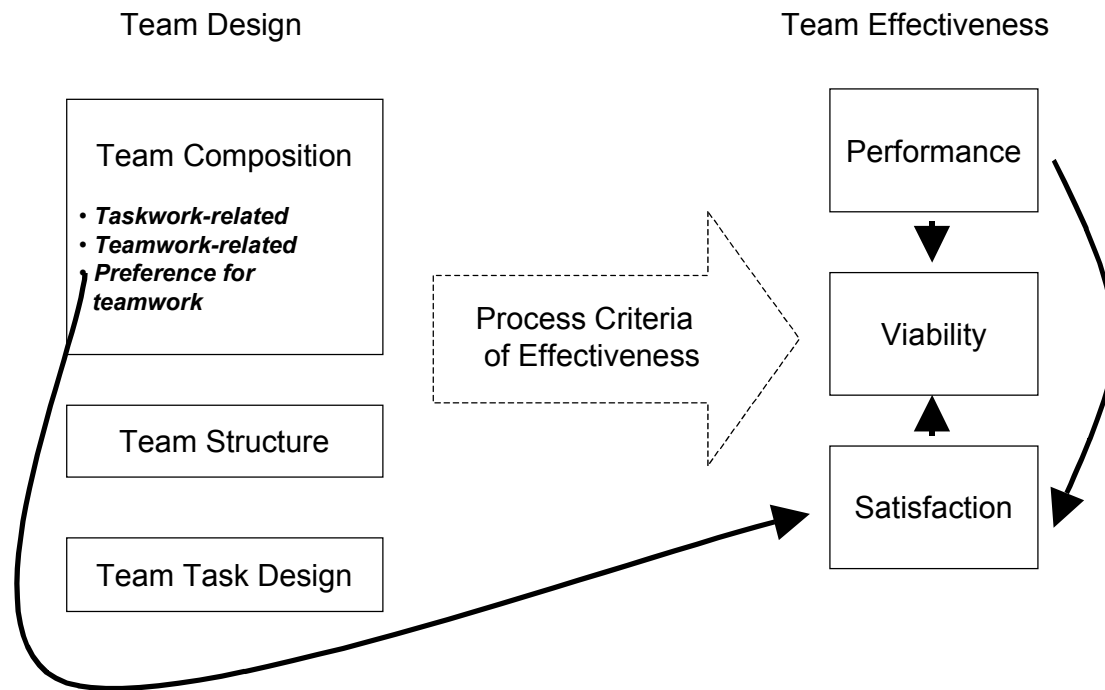 Team Design
Team Effectiveness
Team Composition
• Taskwork-related
• Teamwork-related
• Preference for
teamwork
Team Structure
Team Task Design
Process Criteria
of Effectiveness
Performance
Viability
Satisfaction